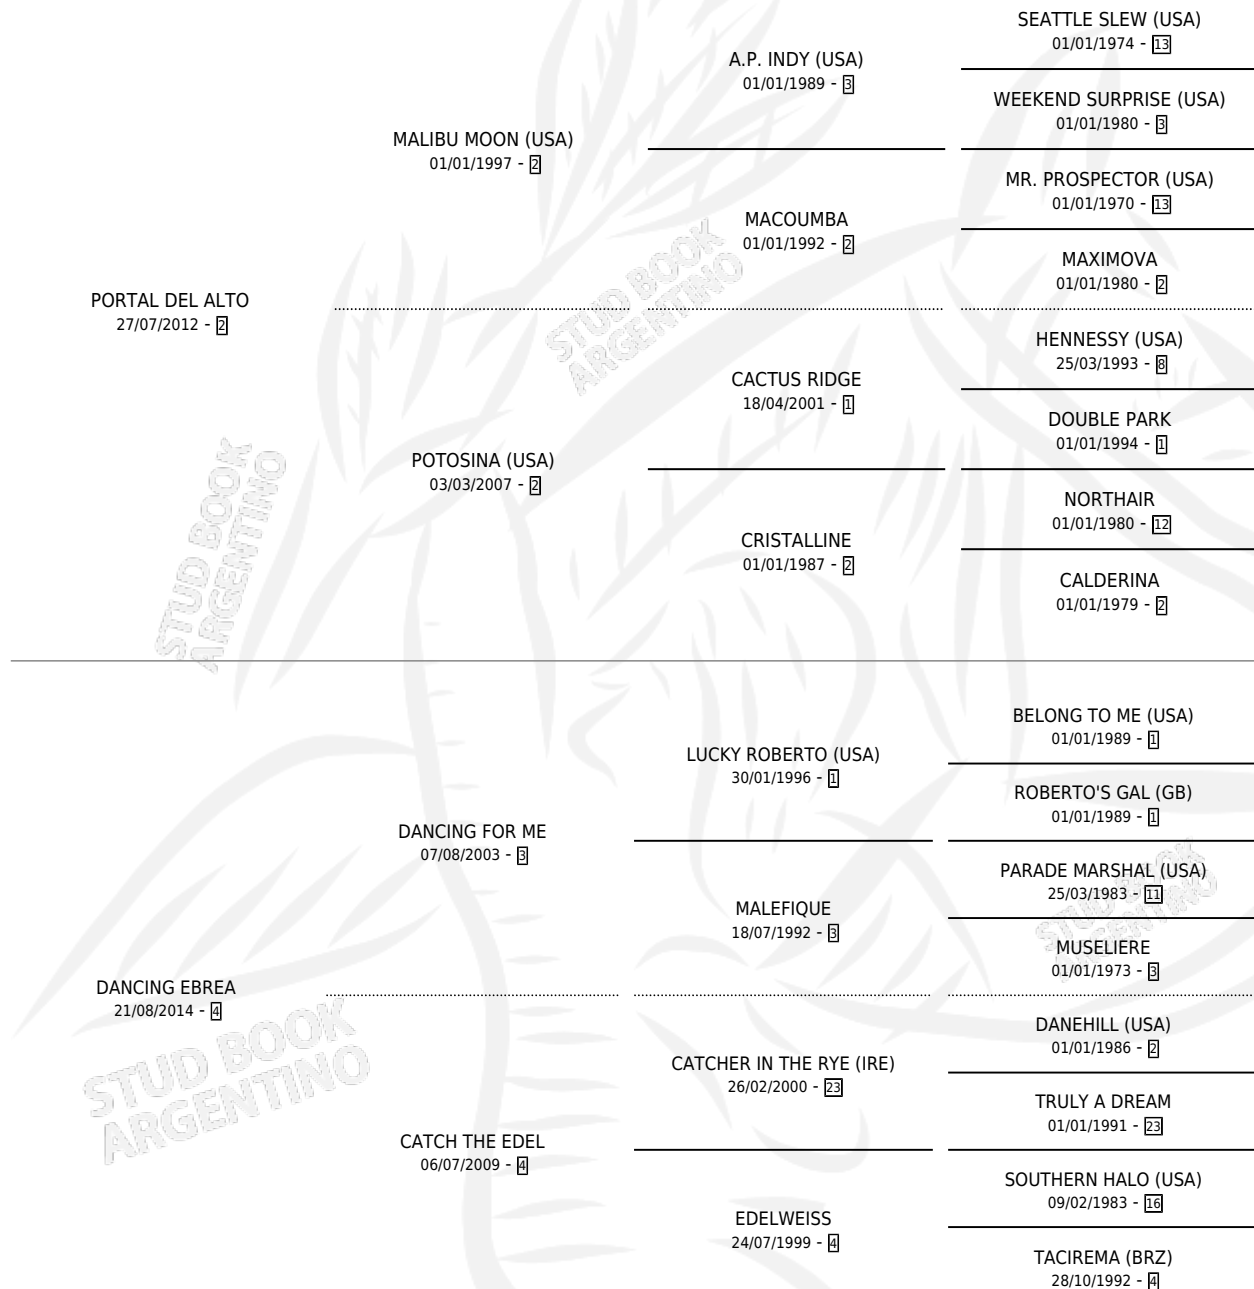 SEATTLE SLEW (USA)
01/01/1974 - 13
A.P. INDY (USA)
01/01/1989 - 3
WEEKEND SURPRISE (USA)
01/01/1980 - 3
MALIBU MOON (USA)
01/01/1997 - 2
MR. PROSPECTOR (USA)
01/01/1970 - 13
MACOUMBA
01/01/1992 - 2
MAXIMOVA
01/01/1980 - 2
PORTAL DEL ALTO
27/07/2012 - 2
STUD BOOK
ARGENTINO
HENNESSY (USA)
25/03/1993 - 8
CACTUS RIDGE
18/04/2001 - 1
DOUBLE PARK
01/01/1994 - 1
POTOSINA (USA)
03/03/2007 - 2
NORTHAIR
01/01/1980 - 12
CRISTALLINE
01/01/1987 - 2
CALDERINA
01/01/1979 - 2
STUD BOOK
ARGENTINO
BELONG TO ME (USA)
01/01/1989 - 1
LUCKY ROBERTO (USA)
30/01/1996 - 1
ROBERTO'S GAL (GB)
01/01/1989 - 1
DANCING FOR ME
07/08/2003 - 3
PARADE MARSHAL (USA)
25/03/1983 - 11
MALEFIQUE
18/07/1992 - 3
STUD BOOK
ARGENTINO
MUSELIERE
01/01/1973 - 3
DANCING EBREA
21/08/2014 - 4
STUD BOOK
ARGENTINO
DANEHILL (USA)
01/01/1986 - 2
CATCHER IN THE RYE (IRE)
26/02/2000 - 23
TRULY A DREAM
01/01/1991 - 23
CATCH THE EDEL
06/07/2009 - 4
SOUTHERN HALO (USA)
09/02/1983 - 16
EDELWEISS
24/07/1999 - 4
TACIREMA (BRZ)
28/10/1992 - 4